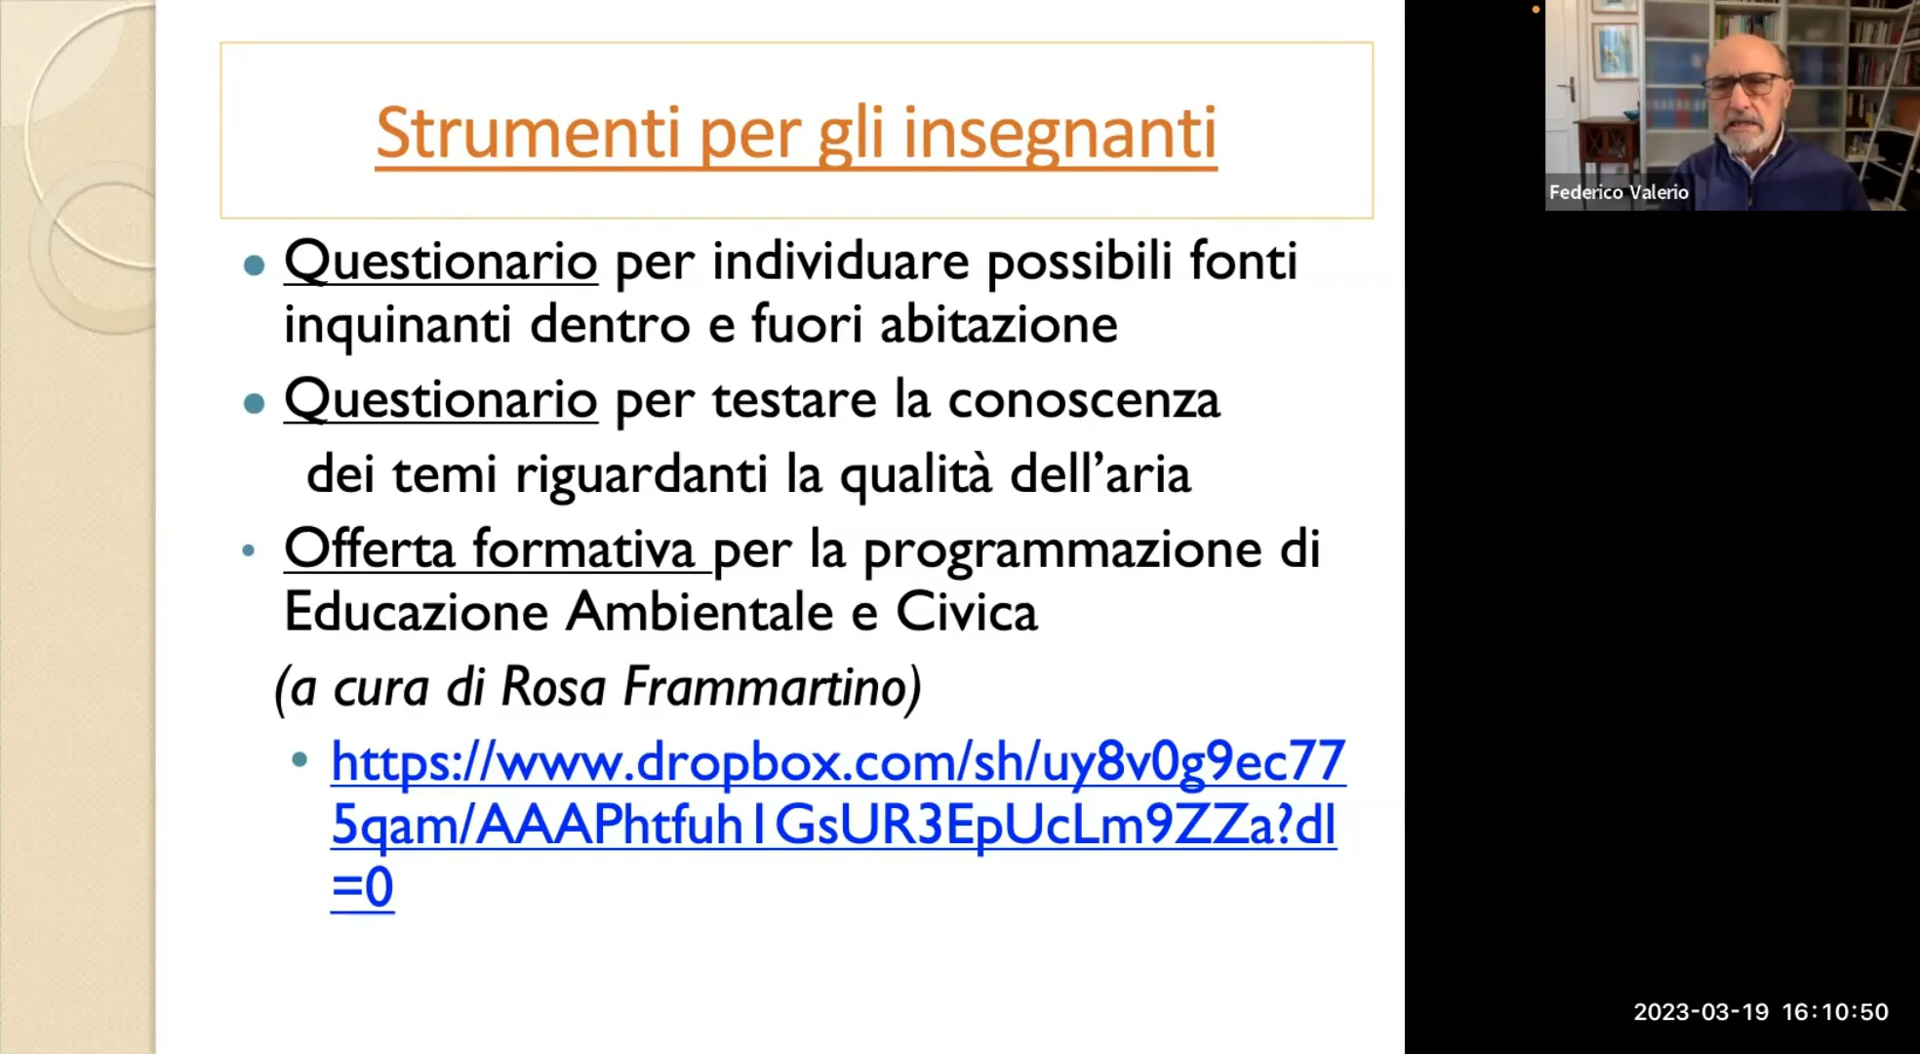 Strumenti per gli insegnanti
Questionario per individuare possibili fonti
inquinanti dentro e fuori abitazione
Questionario per testare la conoscenza
dei temi riguardanti la qualità dell’aria
Offerta formativa per la programmazione di
Educazione Ambientale e Civica
(a cura di Rosa Frammartino)
https://www.dropbox.com/sh/uy8v0g9ec77
5qam/AAAPhtfuh1GsUR3EpUcLm9ZZa?dl
=0
Federico Valerio
2023-03-19 16:10:50